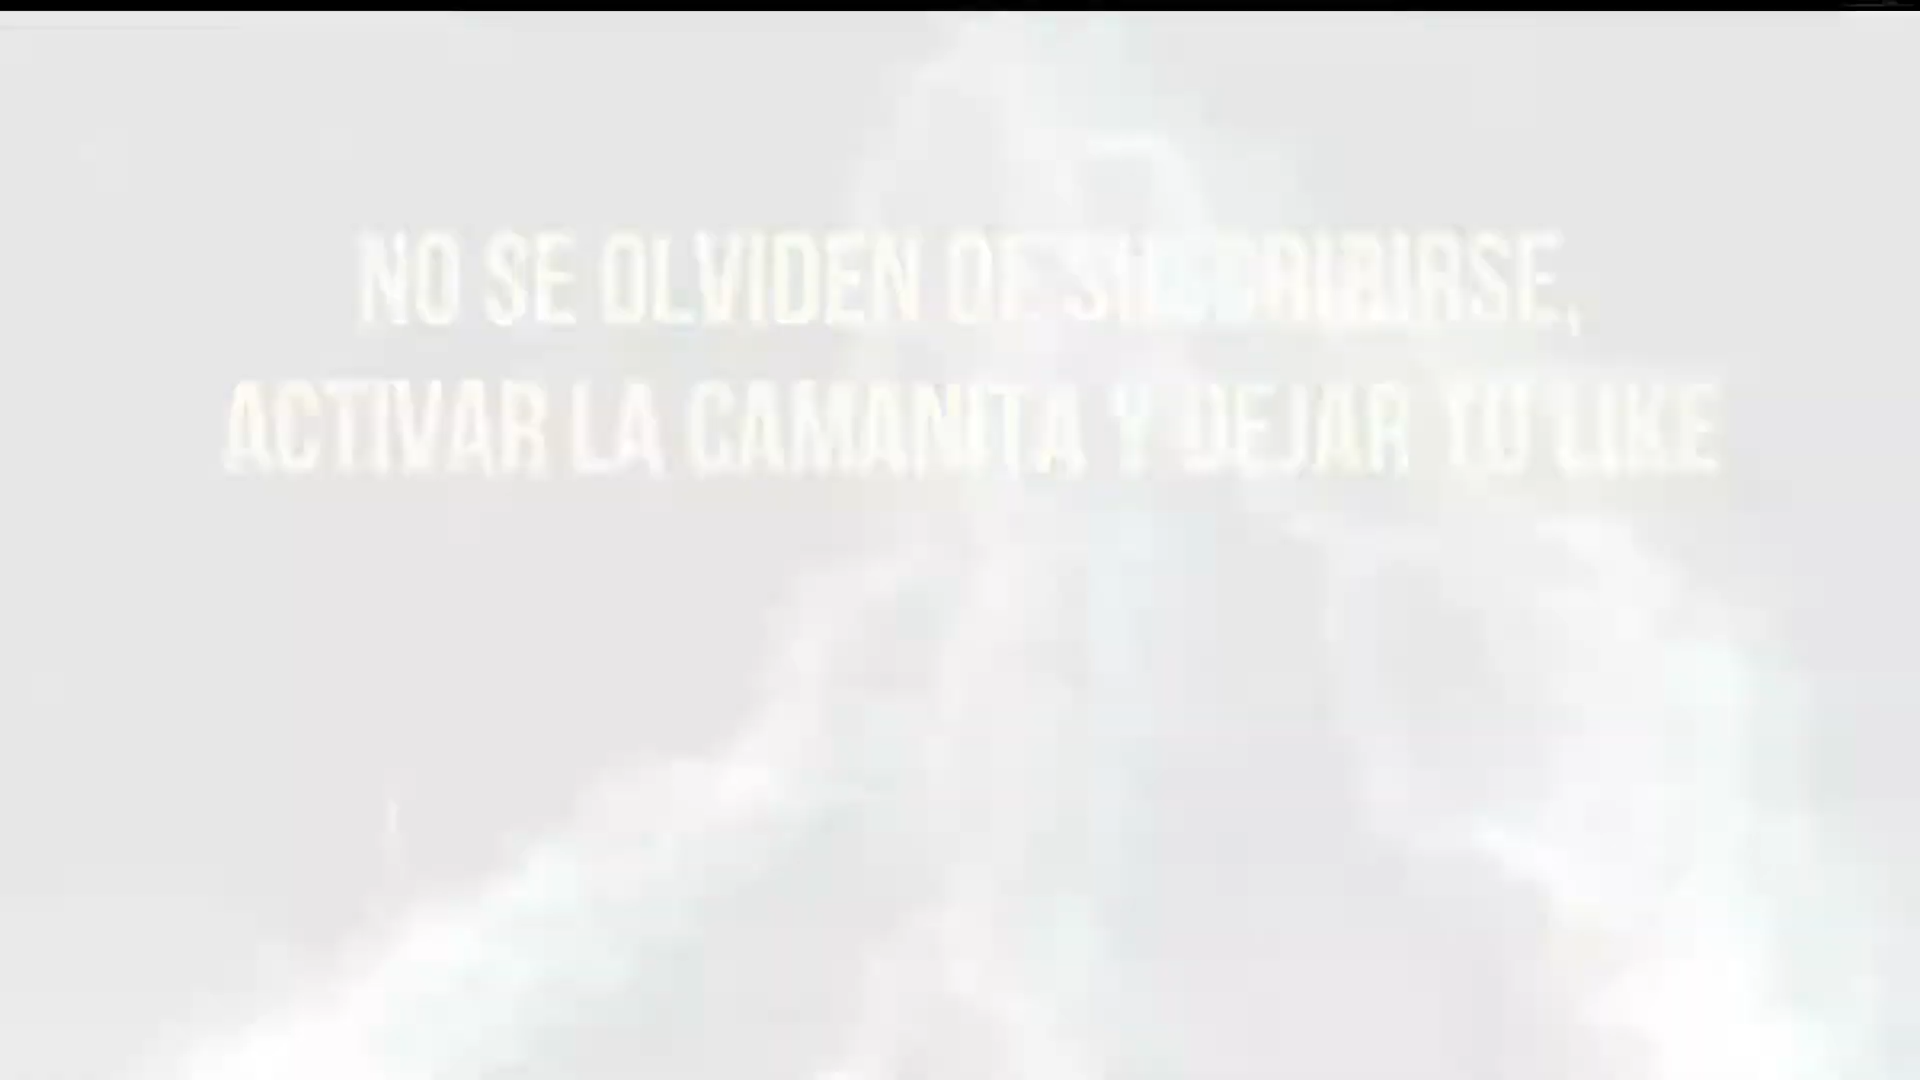 NO SE OLVIDEN DE SUSCRIBIRSE,
ACTIVAR LA CAMANITA Y DEJAR TU LIKE